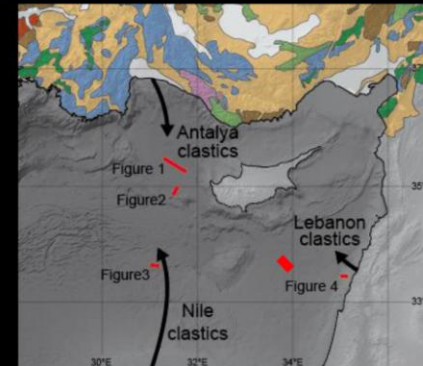 Antalya
clastics
Figure 1
Figure2
35°
Lebanon
clastics
Figure3
Figure 4
33°
Nile
clastics
30°E
32°E
34°E